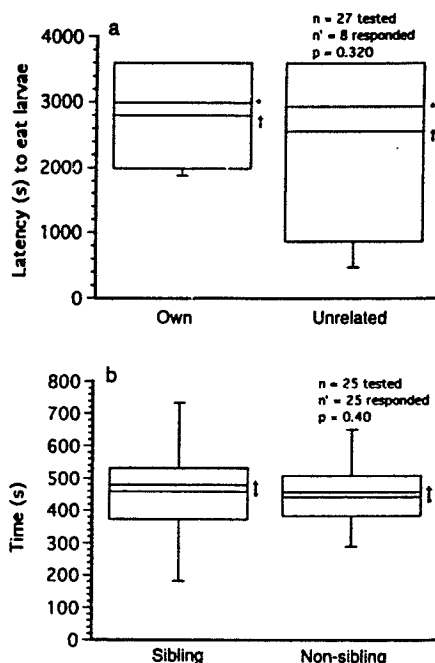 a
n = 27 tested
n' = 8 responded
p = 0.320
Latency (s) to eat larvae
4000
3000
2000
1000
0
*
†
*
‡
Own
Unrelated
b
n = 25 tested
n' = 25 responded
p = 0.40
Time (s)
800
700
600
500
400
300
200
100
0
Sibling
Non-sibling